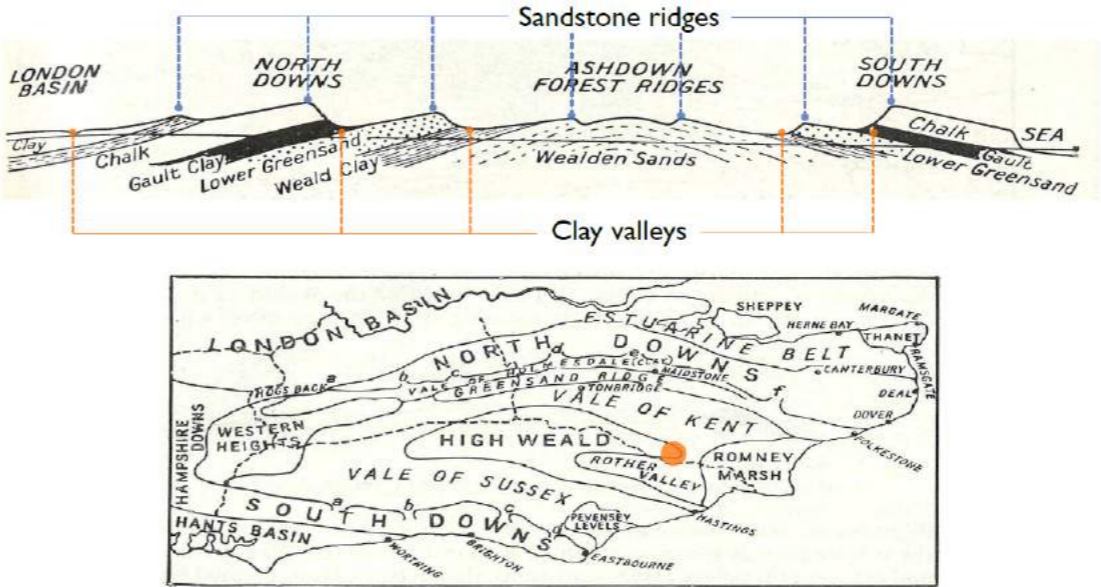 Sandstone ridges
LONDON BASIN
NORTH DOWNS
ASHDOWN FOREST RIDGES
SOUTH DOWNS
Clay
Chalk
Gault Clay
Lower Greensand
Weald Clay
Wealden Sands
Chalk
SEA
Gault
Lower Greensand
Clay valleys
LONDON BASIN
SHEPPEY
MARGATE
HERNE BAY
THANET
RAMSGATE
ESTUARINE BELT
NORTH DOWNS
a b c d e f
HOGS BACK
VALE OF HOLMESDALE (CLAY)
MAIDSTONE
CANTERBURY
GREENSAND RIDGE
TONBRIDGE
DEAL
DOVER
FOLKESTONE
VALE OF KENT
HAMPSHIRE DOWNS
WESTERN HEIGHTS
HIGH WEALD
ROTHER VALLEY
ROMNEY MARSH
VALE OF SUSSEX
HASTINGS
PEVENSEY LEVELS
SOUTH DOWNS
a b c d
HANTS BASIN
WORTHING
BRIGHTON
EASTBOURNE